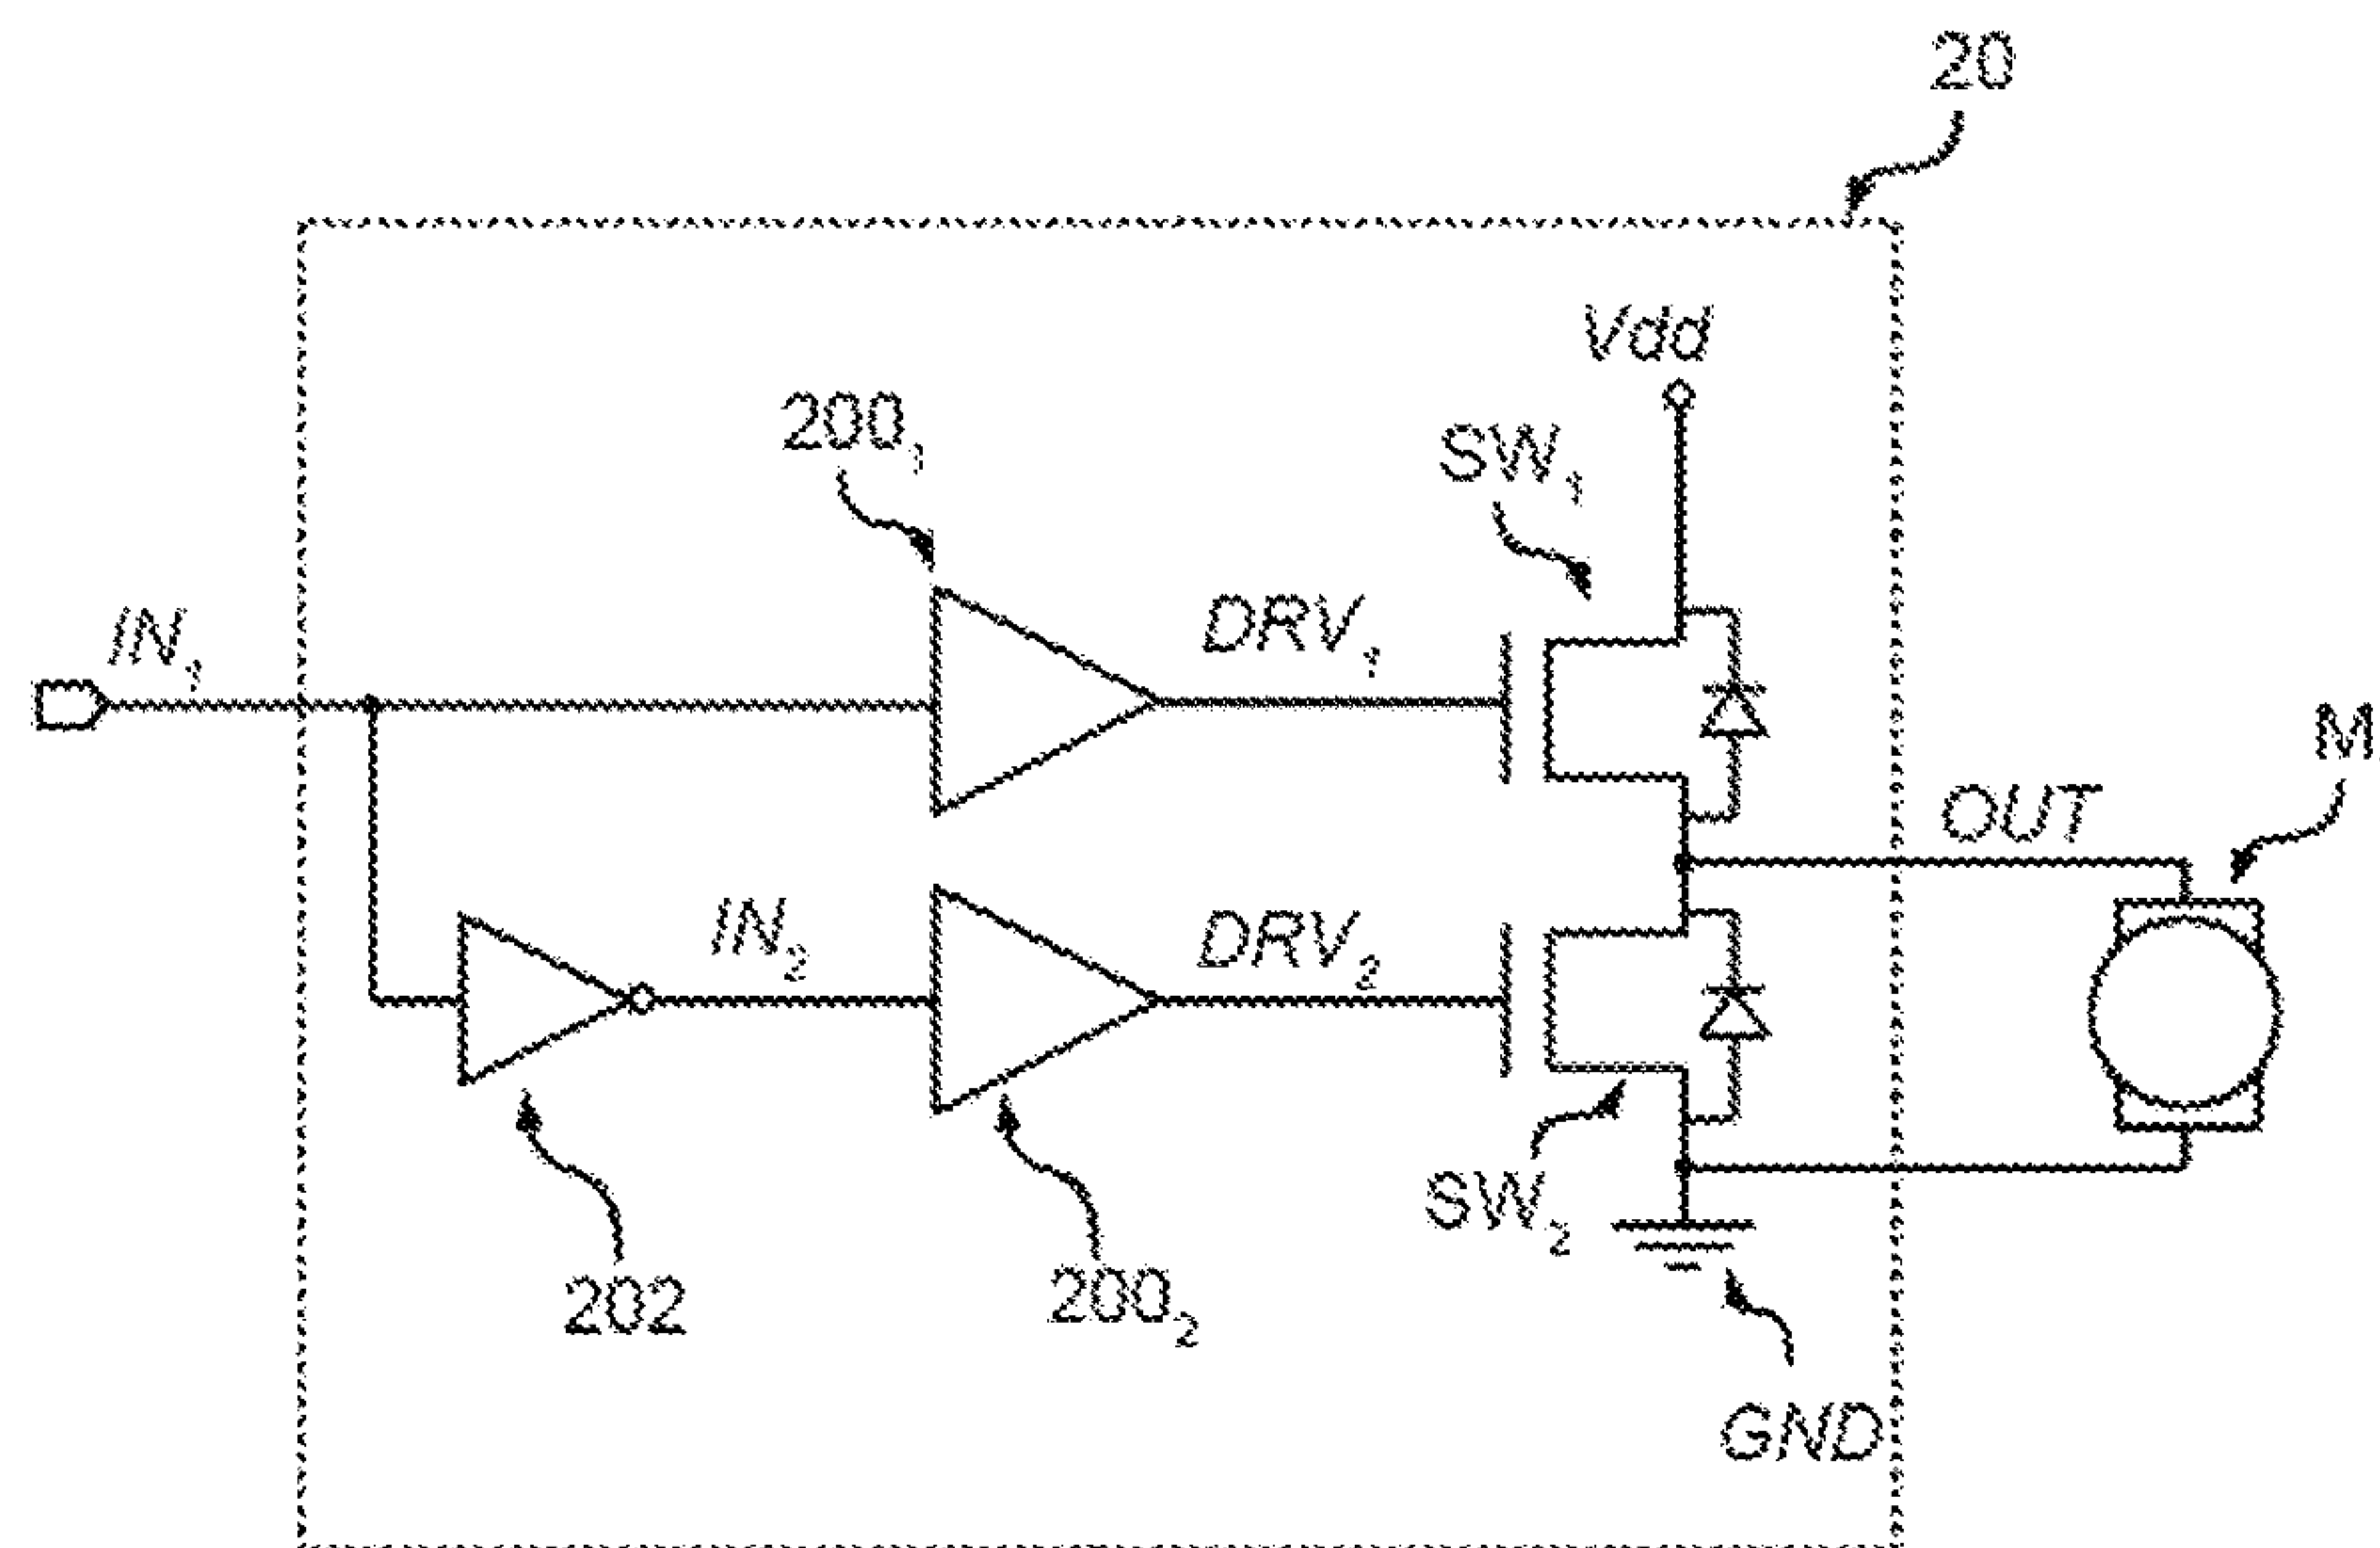 20
Vdd
200₁
SW₁
IN₁
DRV₁
M
OUT
IN₂
DRV₂
SW₂
202
200₂
GND